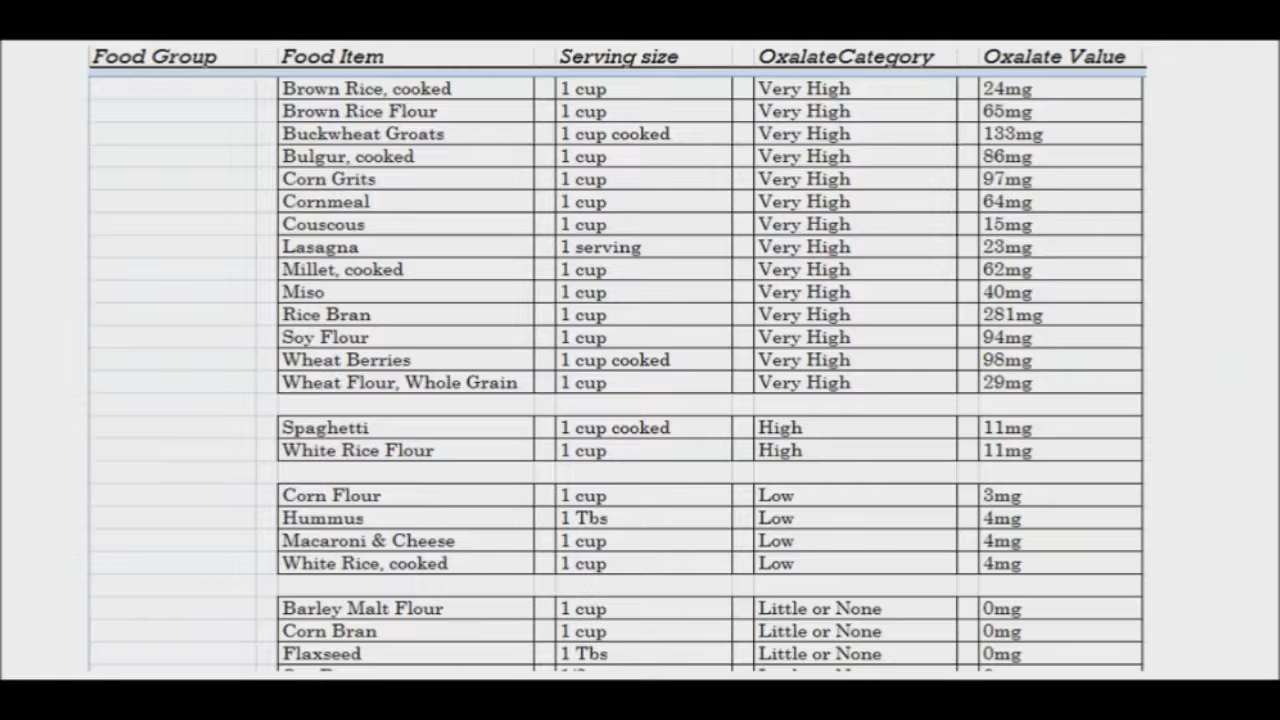 Food Group Food Item Serving size OxalateCategory Oxalate Value
Brown Rice, cooked 1 cup Very High 24mg
Brown Rice Flour 1 cup Very High 65mg
Buckwheat Groats 1 cup cooked Very High 133mg
Bulgur, cooked 1 cup Very High 86mg
Corn Grits 1 cup Very High 97mg
Cornmeal 1 cup Very High 64mg
Couscous 1 cup Very High 15mg
Lasagna 1 serving Very High 23mg
Millet, cooked 1 cup Very High 62mg
Miso 1 cup Very High 40mg
Rice Bran 1 cup Very High 281mg
Soy Flour 1 cup Very High 94mg
Wheat Berries 1 cup cooked Very High 98mg
Wheat Flour, Whole Grain 1 cup Very High 29mg
Spaghetti 1 cup cooked High 11mg
White Rice Flour 1 cup High 11mg
Corn Flour 1 cup Low 3mg
Hummus 1 Tbs Low 4mg
Macaroni & Cheese 1 cup Low 4mg
White Rice, cooked 1 cup Low 4mg
Barley Malt Flour 1 cup Little or None 0mg
Corn Bran 1 cup Little or None 0mg
Flaxseed 1 Tbs Little or None 0mg